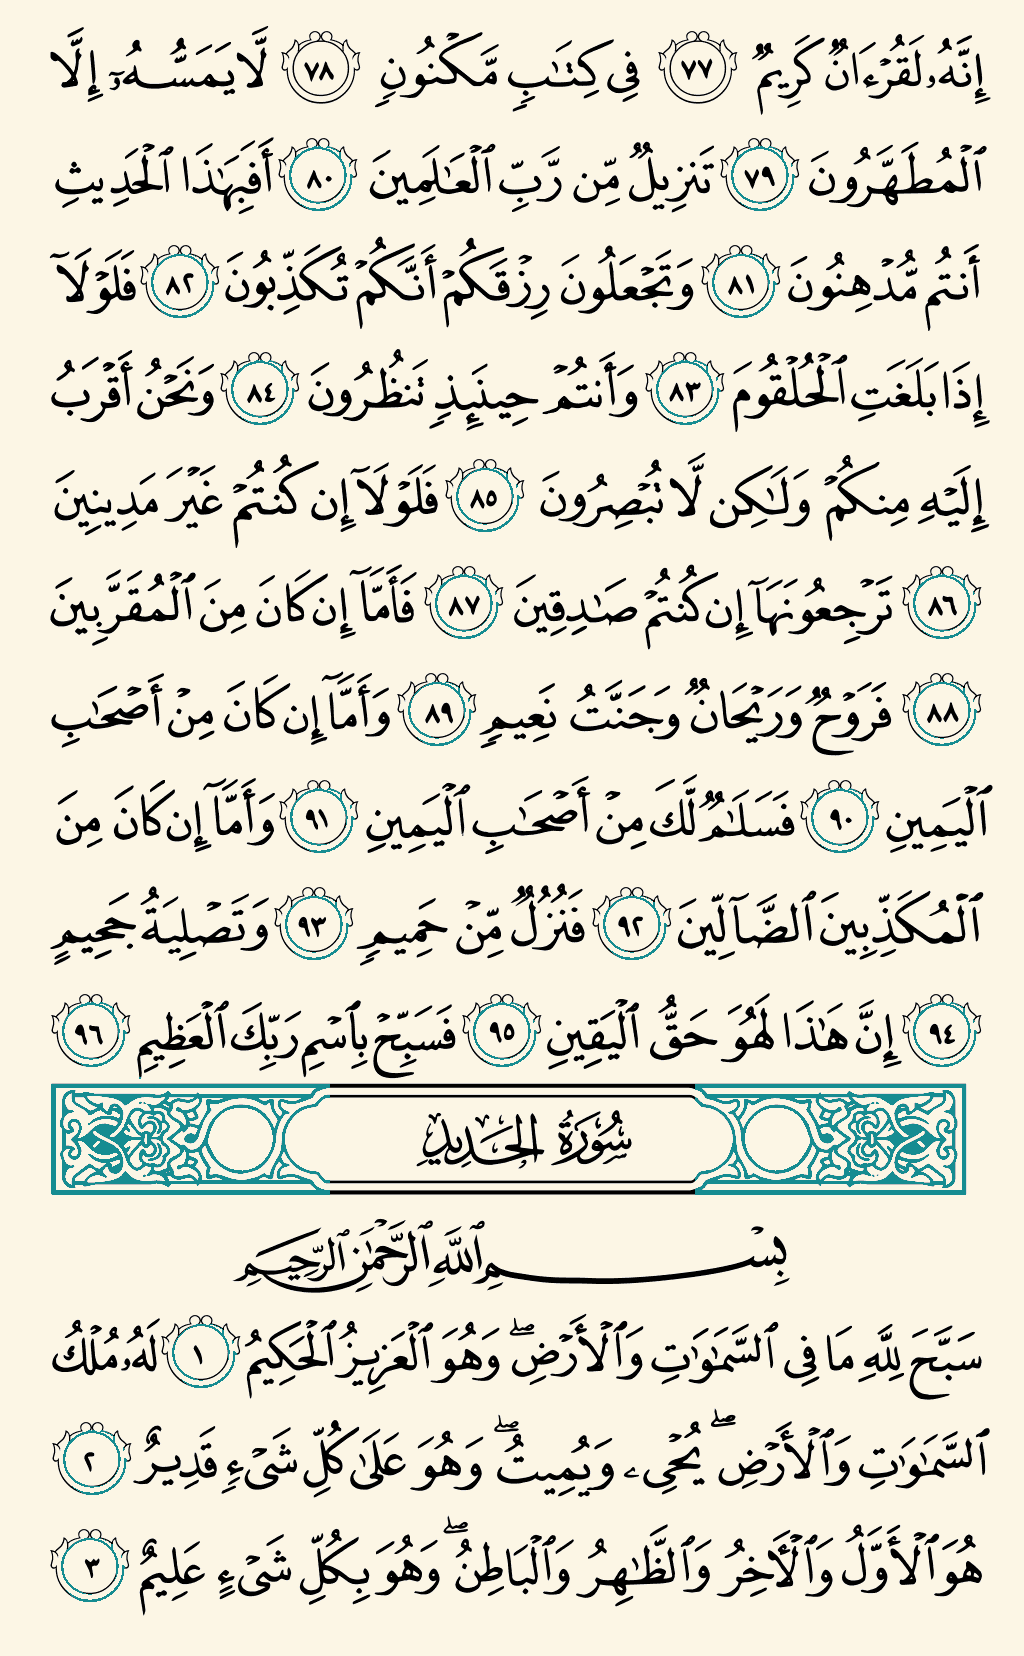 إِنَّهُۥ لَقُرْءَانٌ كَرِيمٌ ٧٧ فِى كِتَٰبٍ مَّكْنُونٍ ٧٨ لَّا يَمَسُّهُۥٓ إِلَّا
ٱلْمُطَهَّرُونَ ٧٩ تَنزِيلٌ مِّن رَّبِّ ٱلْعَٰلَمِينَ ٨٠ أَفَبِهَٰذَا ٱلْحَدِيثِ
أَنتُم مُّدْهِنُونَ ٨١ وَتَجْعَلُونَ رِزْقَكُمْ أَنَّكُمْ تُكَذِّبُونَ ٨٢ فَلَوْلَآ
إِذَا بَلَغَتِ ٱلْحُلْقُومَ ٨٣ وَأَنتُمْ حِينَئِذٍ تَنظُرُونَ ٨٤ وَنَحْنُ أَقْرَبُ
إِلَيْهِ مِنكُمْ وَلَٰكِن لَّا تُبْصِرُونَ ٨٥ فَلَوْلَآ إِن كُنتُمْ غَيْرَ مَدِينِينَ
٨٦ تَرْجِعُونَهَآ إِن كُنتُمْ صَٰدِقِينَ ٨٧ فَأَمَّآ إِن كَانَ مِنَ ٱلْمُقَرَّبِينَ
٨٨ فَرَوْحٌ وَرَيْحَانٌ وَجَنَّتُ نَعِيمٍ ٨٩ وَأَمَّآ إِن كَانَ مِنْ أَصْحَٰبِ
ٱلْيَمِينِ ٩٠ فَسَلَٰمٌ لَّكَ مِنْ أَصْحَٰبِ ٱلْيَمِينِ ٩١ وَأَمَّآ إِن كَانَ مِنَ
ٱلْمُكَذِّبِينَ ٱلضَّآلِّينَ ٩٢ فَنُزُلٌ مِّنْ حَمِيمٍ ٩٣ وَتَصْلِيَةُ جَحِيمٍ
٩٤ إِنَّ هَٰذَا لَهُوَ حَقُّ ٱلْيَقِينِ ٩٥ فَسَبِّحْ بِٱسْمِ رَبِّكَ ٱلْعَظِيمِ ٩٦
سُورَةُ الحَدِيدِ
بِسْمِ ٱللَّهِ ٱلرَّحْمَٰنِ ٱلرَّحِيمِ
سَبَّحَ لِلَّهِ مَا فِى ٱلسَّمَٰوَٰتِ وَٱلْأَرْضِ ۖ وَهُوَ ٱلْعَزِيزُ ٱلْحَكِيمُ ١ لَهُۥ مُلْكُ
ٱلسَّمَٰوَٰتِ وَٱلْأَرْضِ ۖ يُحْىِۦ وَيُمِيتُ ۖ وَهُوَ عَلَىٰ كُلِّ شَىْءٍ قَدِيرٌ ٢
هُوَ ٱلْأَوَّلُ وَٱلْءَاخِرُ وَٱلظَّٰهِرُ وَٱلْبَاطِنُ ۖ وَهُوَ بِكُلِّ شَىْءٍ عَلِيمٌ ٣